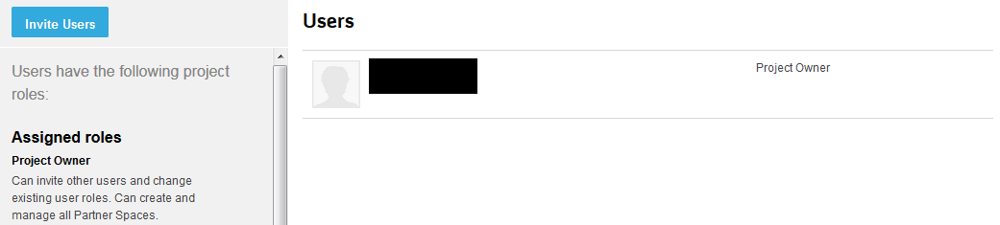 Invite Users
Users have the following project
roles:
Assigned roles
Project Owner
Can invite other users and change
existing user roles. Can create and
manage all Partner Spaces.
Users
Project Owner